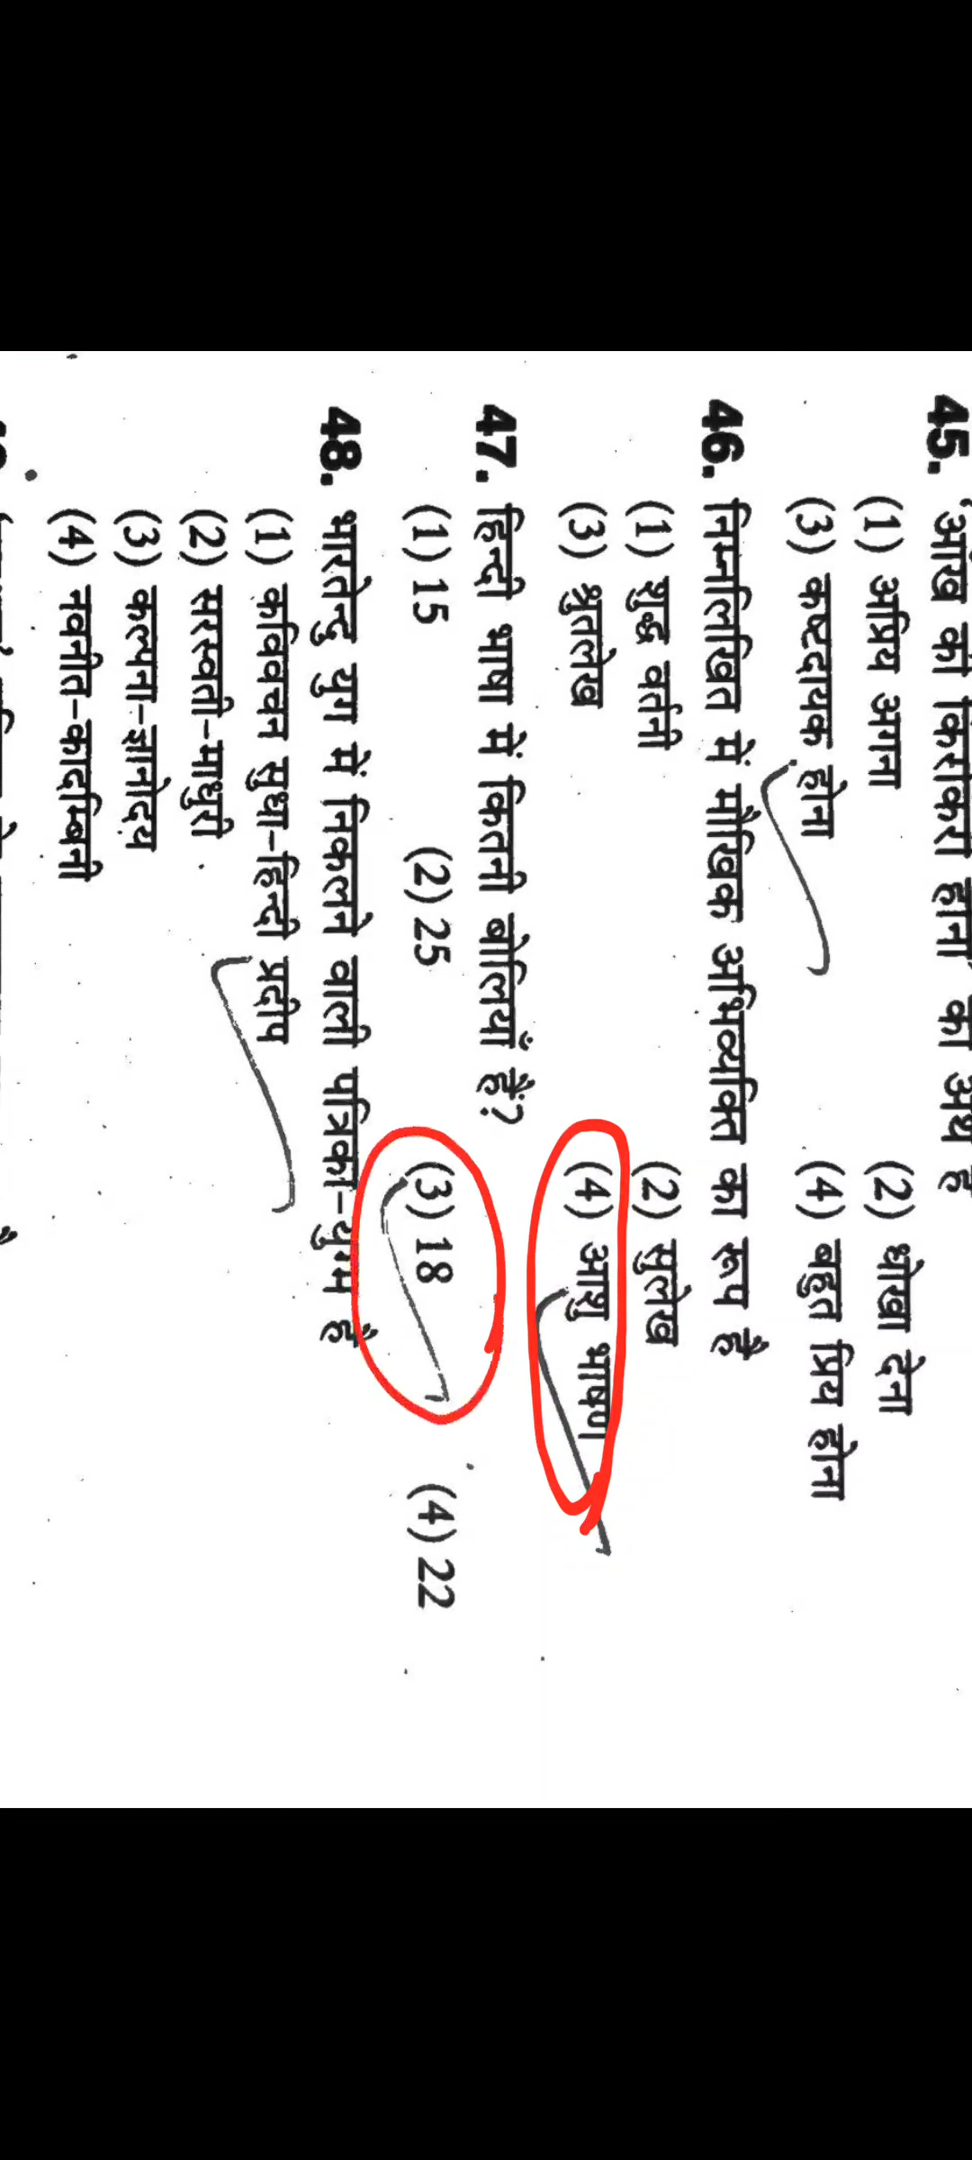 45. 'आँख की किरकिरी होना' का अर्थ है
(1) अप्रिय अगना (2) धोखा देना
(3) कष्टदायक होना (4) बहुत प्रिय होना
46. निम्नलिखित में मौखिक अभिव्यक्ति का रूप है
(1) शुद्ध वर्तनी (2) सुलेख
(3) श्रुतलेख (4) आशु भाषण
47. हिन्दी भाषा में कितनी बोलियाँ हैं?
(1) 15 (2) 25 (3) 18 (4) 22
48. भारतेन्दु युग में निकलने वाली पत्रिका-युग्म है
(1) कविवचन सुधा-हिन्दी प्रदीप
(2) सरस्वती-माधुरी
(3) कल्पना-ज्ञानोदय
(4) नवनीत-कादम्बिनी